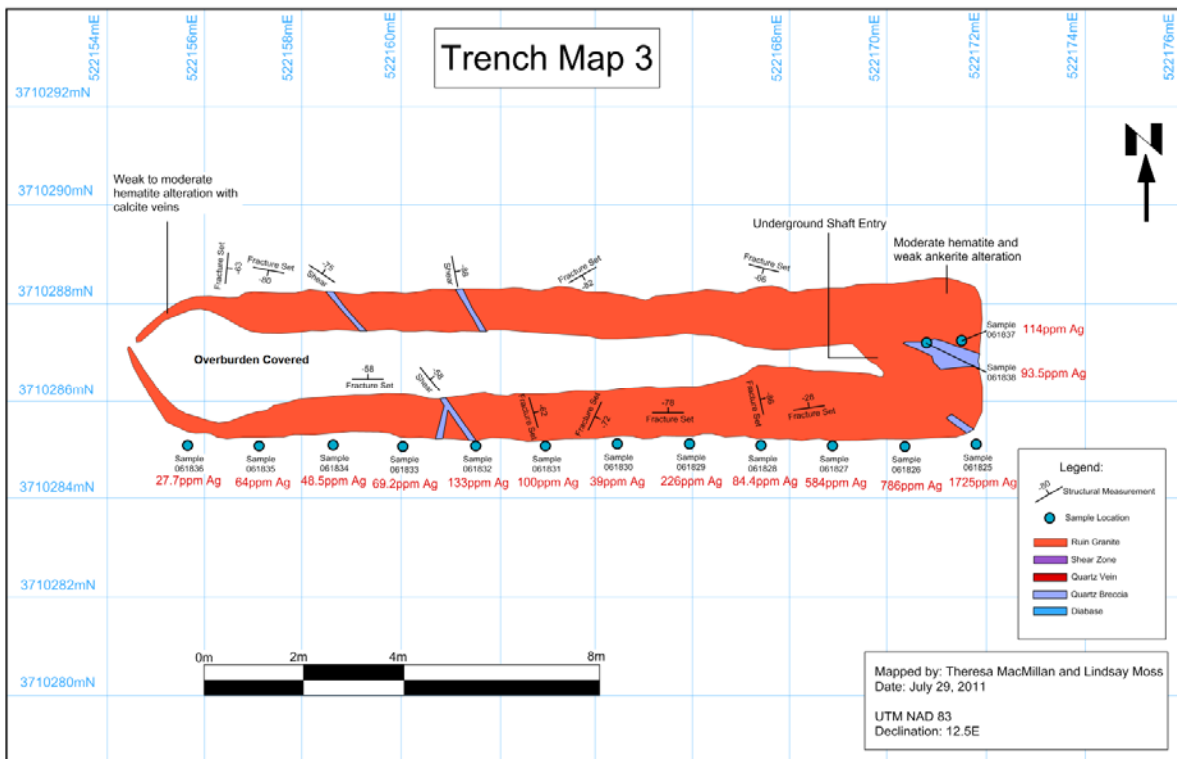 522154mE
522156mE
522158mE
522160mE
522168mE
522170mE
522172mE
522174mE
522176mE
Trench Map 3
3710292mN
N
3710290mN
Weak to moderate
hematite alteration with
calcite veins
Underground Shaft Entry
Moderate hematite and
weak ankerite alteration
Fracture Set
-63
Fracture Set
-80
-75
Shear
Shear
Fracture Set
-82
Fracture Set
-66
3710288mN
Sample
061837
114ppm Ag
Overburden Covered
Sample
061838
93.5ppm Ag
3710286mN
Fracture Set
Shear
Fracture Set
Fracture Set
-72
-78
Fracture Set
Fracture Set
Fracture Set
Sample
061836
27.7ppm Ag
Sample
061835
64ppm Ag
Sample
061834
48.5ppm Ag
Sample
061833
69.2ppm Ag
Sample
061832
133ppm Ag
Sample
061831
100ppm Ag
Sample
061830
39ppm Ag
Sample
061829
226ppm Ag
Sample
061828
84.4ppm Ag
Sample
061827
584ppm Ag
Sample
061826
786ppm Ag
Sample
061825
1725ppm Ag
3710284mN
Legend:
-80
Structural Measurement
Sample Location
Ruin Granite
Shear Zone
Quartz Vein
Quartz Breccia
Diabase
3710282mN
0m
2m
4m
8m
3710280mN
Mapped by: Theresa MacMillan and Lindsay Moss
Date: July 29, 2011
UTM NAD 83
Declination: 12.5E